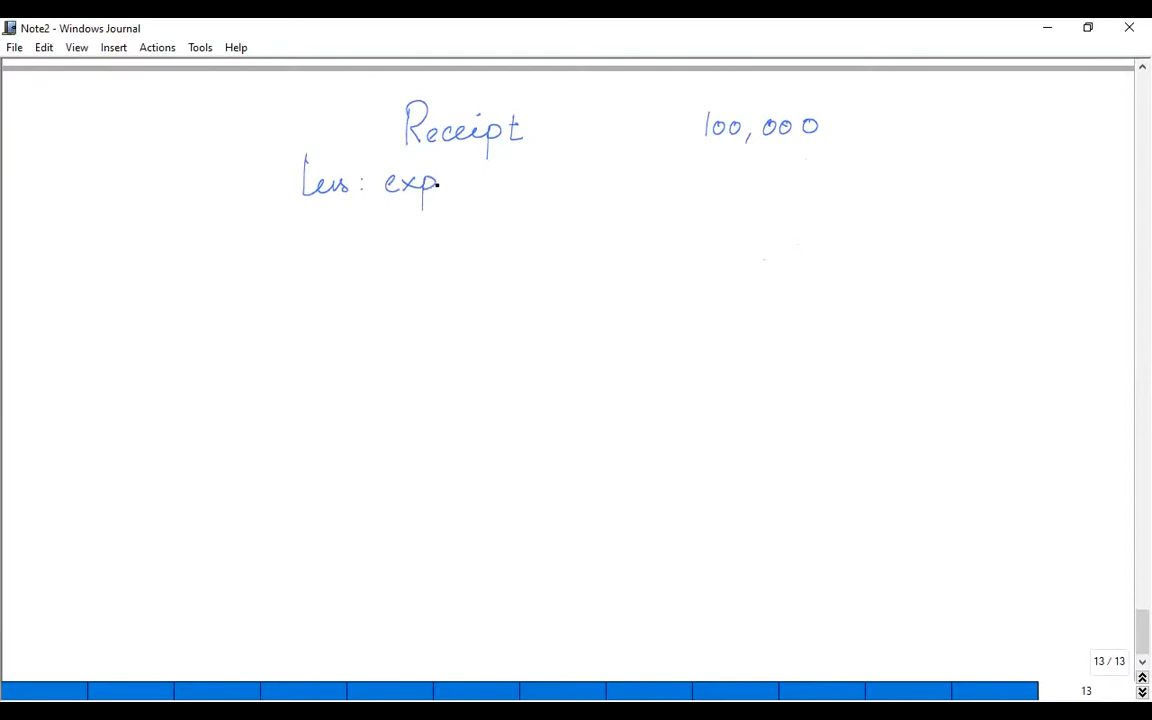 Note2 - Windows Journal
File Edit View Insert Actions Tools Help
Receipt 100,000
Less: exp
13 / 13
13